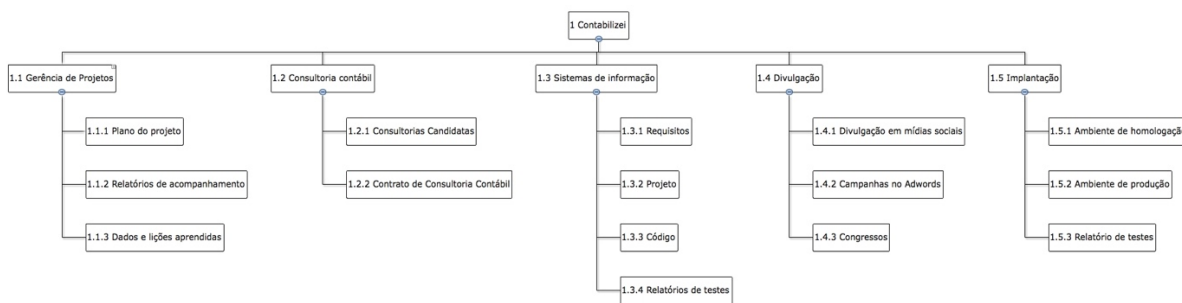 1 Contabilizei
1.1 Gerência de Projetos
1.2 Consultoria contábil
1.3 Sistemas de informação
1.4 Divulgação
1.5 Implantação
1.1.1 Plano do projeto
1.2.1 Consultorias Candidatas
1.3.1 Requisitos
1.4.1 Divulgação em mídias sociais
1.5.1 Ambiente de homologação
1.1.2 Relatórios de acompanhamento
1.2.2 Contrato de Consultoria Contábil
1.3.2 Projeto
1.4.2 Campanhas no Adwords
1.5.2 Ambiente de produção
1.1.3 Dados e lições aprendidas
1.3.3 Código
1.4.3 Congressos
1.5.3 Relatório de testes
1.3.4 Relatórios de testes